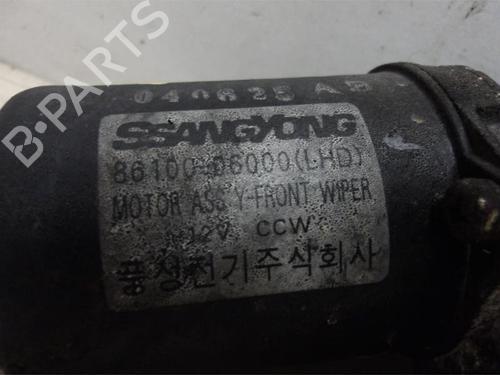 040825 AB
SSANGYONG
86100-06000(LHD)
MOTOR ASS'Y-FRONT WIPER
12V CCW
풍성전기주식회사
B-PARTS